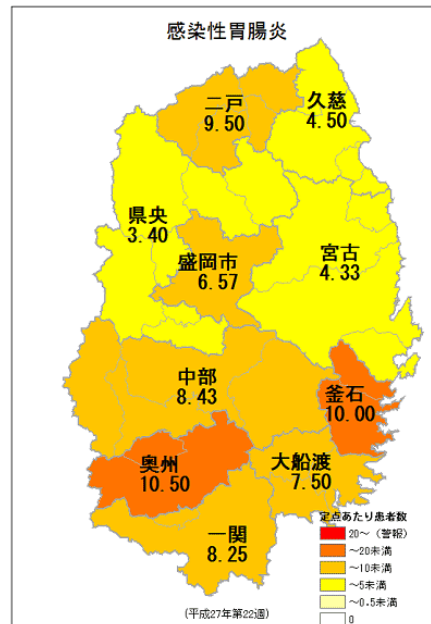 感染性胃腸炎
二戸
9.50
久慈
4.50
県央
3.40
盛岡市
6.57
宮古
4.33
中部
8.43
釜石
10.00
奥州
10.50
大船渡
7.50
一関
8.25
定点あたり患者数
20～（警報）
～20未満
～10未満
～5未満
～0.5未満
0
(平成27年第22週)